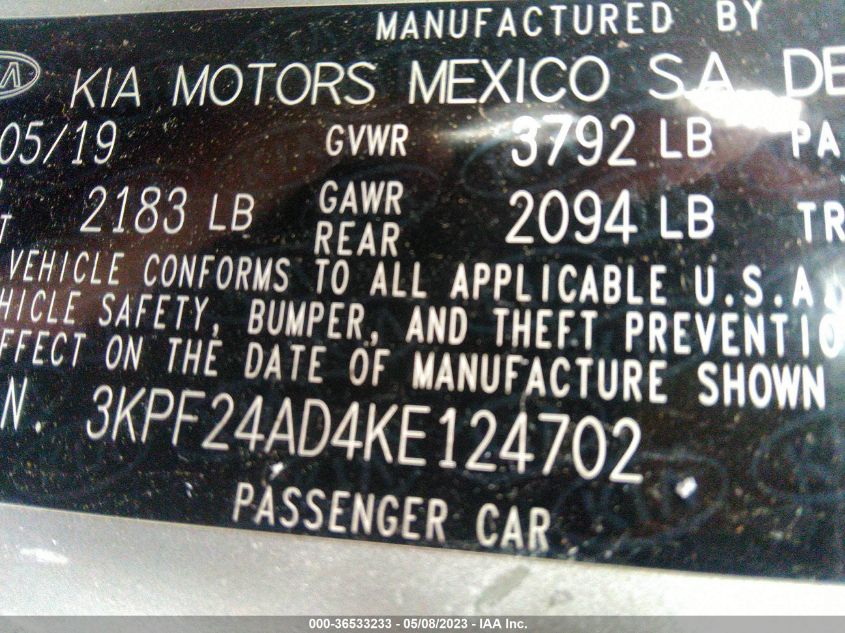 MANUFACTURED BY
KIA MOTORS MEXICO S.A. DE
05/19 GVWR 3792 LB PA
T 2183 LB GAWR REAR 2094 LB TR
VEHICLE CONFORMS TO ALL APPLICABLE U.S.A.
HICLE SAFETY, BUMPER, AND THEFT PREVENTIO
FFECT ON THE DATE OF MANUFACTURE SHOWN
N. 3KPF24AD4KE124702
PASSENGER CAR
000-36533233 - 05/08/2023 - IAA Inc.